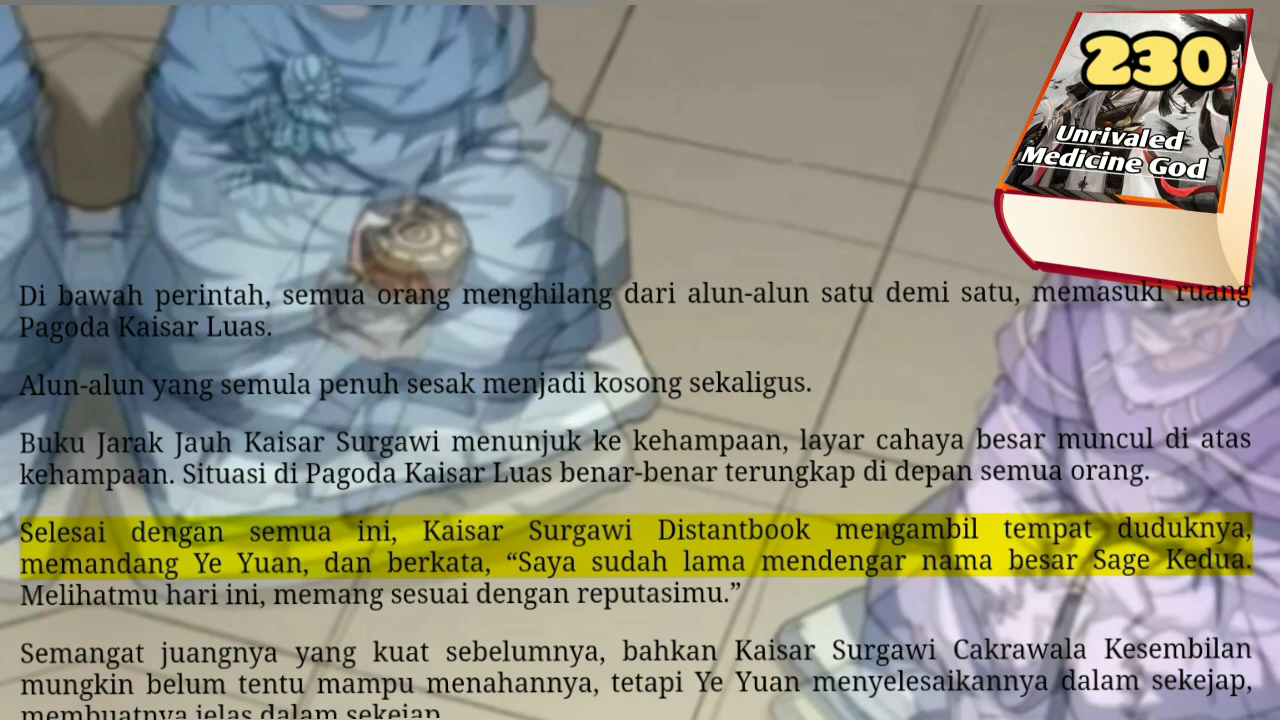 230
Unrivaled
Medicine God
Di bawah perintah, semua orang menghilang dari alun-alun satu demi satu, memasuki ruang
Pagoda Kaisar Luas.
Alun-alun yang semula penuh sesak menjadi kosong sekaligus.
Buku Jarak Jauh Kaisar Surgawi menunjuk ke kehampaan, layar cahaya besar muncul di atas
kehampaan. Situasi di Pagoda Kaisar Luas benar-benar terungkap di depan semua orang.
Selesai dengan semua ini, Kaisar Surgawi Distantbook mengambil tempat duduknya,
memandang Ye Yuan, dan berkata, “Saya sudah lama mendengar nama besar Sage Kedua.
Melihatmu hari ini, memang sesuai dengan reputasimu.”
Semangat juangnya yang kuat sebelumnya, bahkan Kaisar Surgawi Cakrawala Kesembilan
mungkin belum tentu mampu menahannya, tetapi Ye Yuan menyelesaikannya dalam sekejap,
membuatnya jelas dalam sekejap.